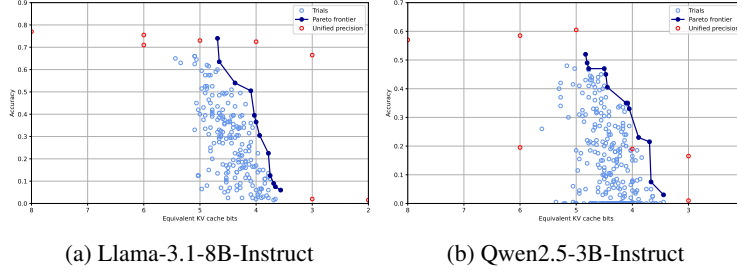 0.9
0.8
0.7
0.6
0.5
0.4
0.3
0.2
0.1
0.0
Accuracy
8 7 6 5 4 3 2
Equivalent KV cache bits
Trials
Pareto frontier
Unified precision
(a) Llama-3.1-8B-Instruct
0.7
0.6
0.5
0.4
0.3
0.2
0.1
0.0
Accuracy
8 7 6 5 4 3
Equivalent KV cache bits
Trials
Pareto frontier
Unified precision
(b) Qwen2.5-3B-Instruct